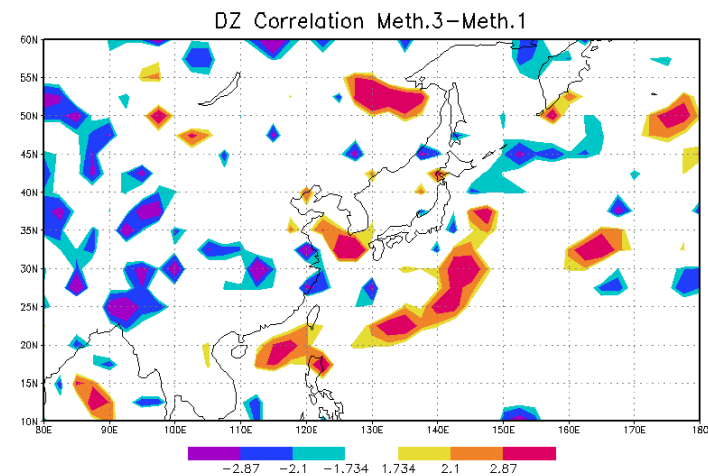 DZ Correlation Meth.3−Meth.1
60N
55N
50N
45N
40N
35N
30N
25N
20N
15N
10N
80E 90E 100E 110E 120E 130E 140E 150E 160E 170E 180
−2.87 −2.1 −1.734 1.734 2.1 2.87